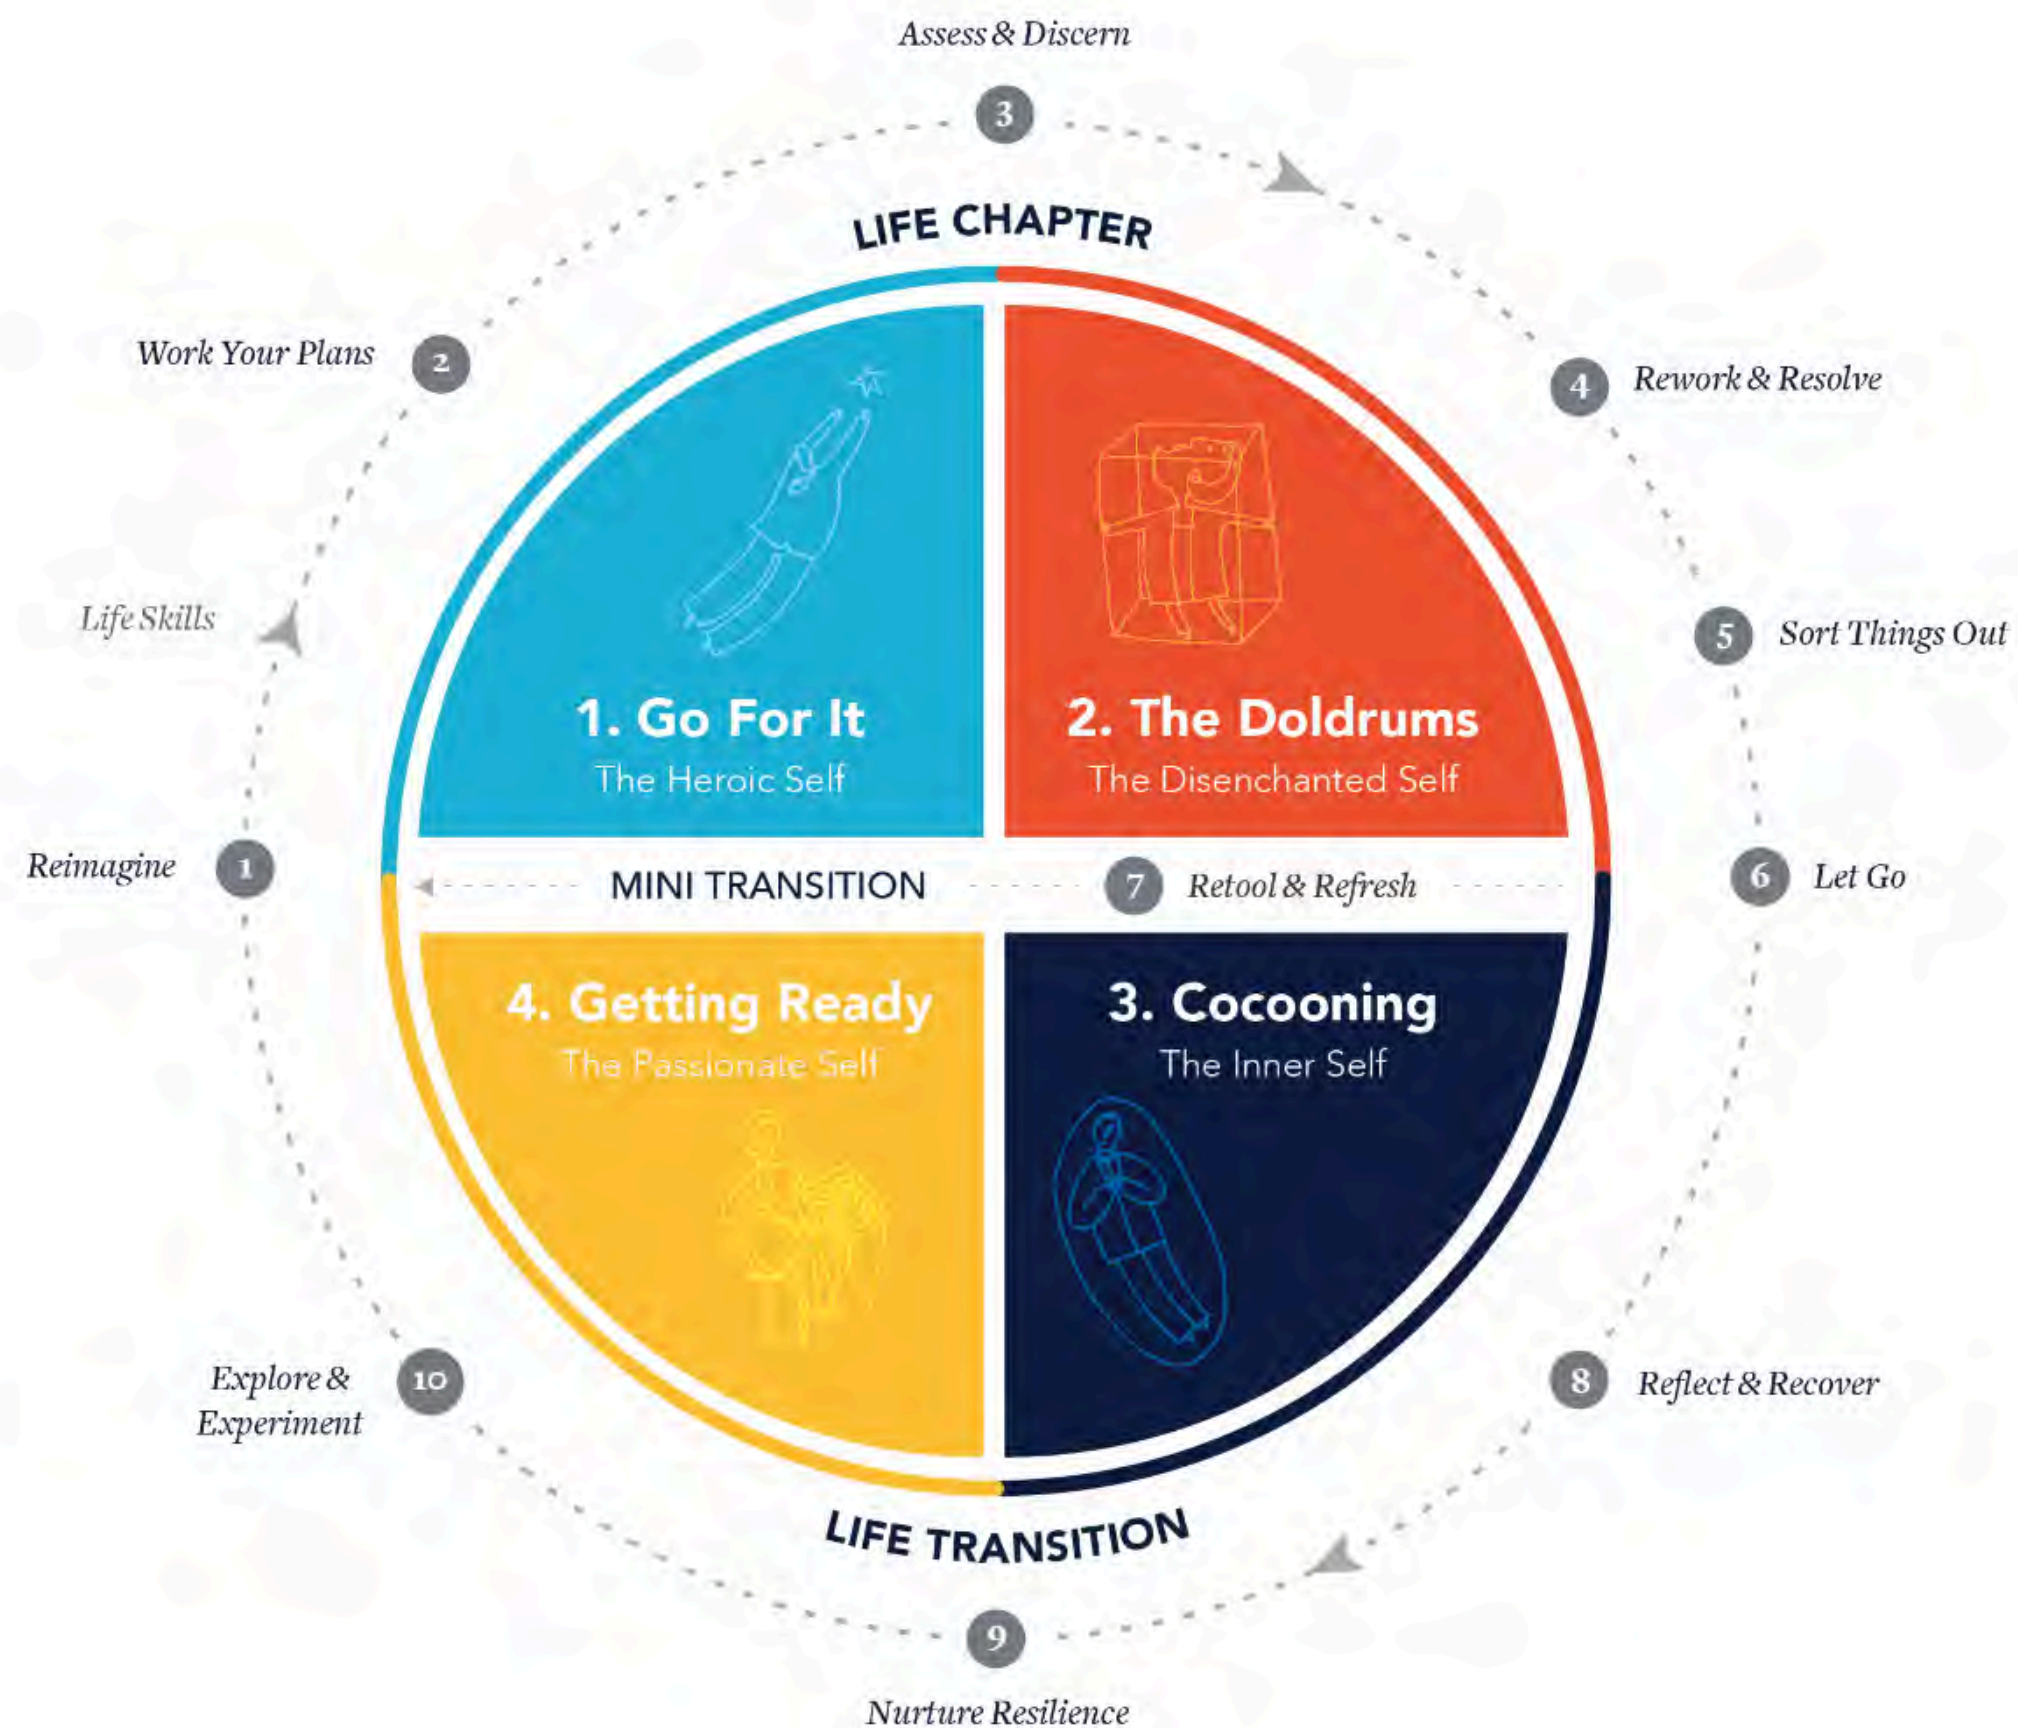 Assess & Discern
3
LIFE CHAPTER
Work Your Plans
2
4
Rework & Resolve
Life Skills
5
Sort Things Out
1. Go For It
The Heroic Self
2. The Doldrums
The Disenchanted Self
Reimagine
1
MINI TRANSITION
7
Retool & Refresh
6
Let Go
4. Getting Ready
The Passionate Self
3. Cocooning
The Inner Self
Explore &
Experiment
10
8
Reflect & Recover
LIFE TRANSITION
9
Nurture Resilience